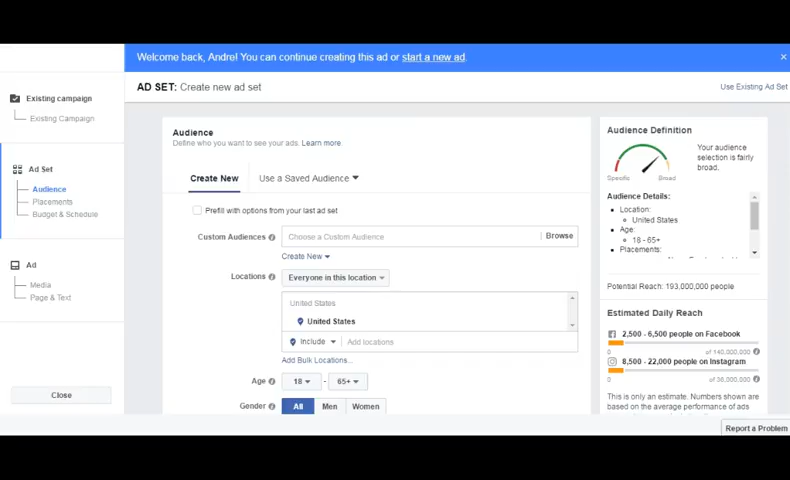 Welcome back, Andre! You can continue creating this ad or start a new ad.
×
AD SET: Create new ad set
Use Existing Ad Set
Existing campaign
Existing Campaign
Ad Set
Audience
Placements
Budget & Schedule
Ad
Media
Page & Text
Close
Audience
Define who you want to see your ads. Learn more
Create New
Use a Saved Audience
Prefill with options from your last ad set
Custom Audiences
Choose a Custom Audience
Browse
Create New
Locations
Everyone in this location
United States
United States
Include
Add locations
Add Bulk Locations...
Age
18 - 65+
Gender
All Men Women
Audience Definition
Your audience
selection is fairly
broad.
Specific Broad
Audience Details:
Location:
United States
Age:
18 - 65+
Placements:
Potential Reach: 193,000,000 people
Estimated Daily Reach
2,500 - 6,500 people on Facebook
0 of 140,000,000
8,500 - 22,000 people on Instagram
0 of 36,000,000
This is only an estimate. Numbers shown are
based on the average performance of ads
Report a Problem